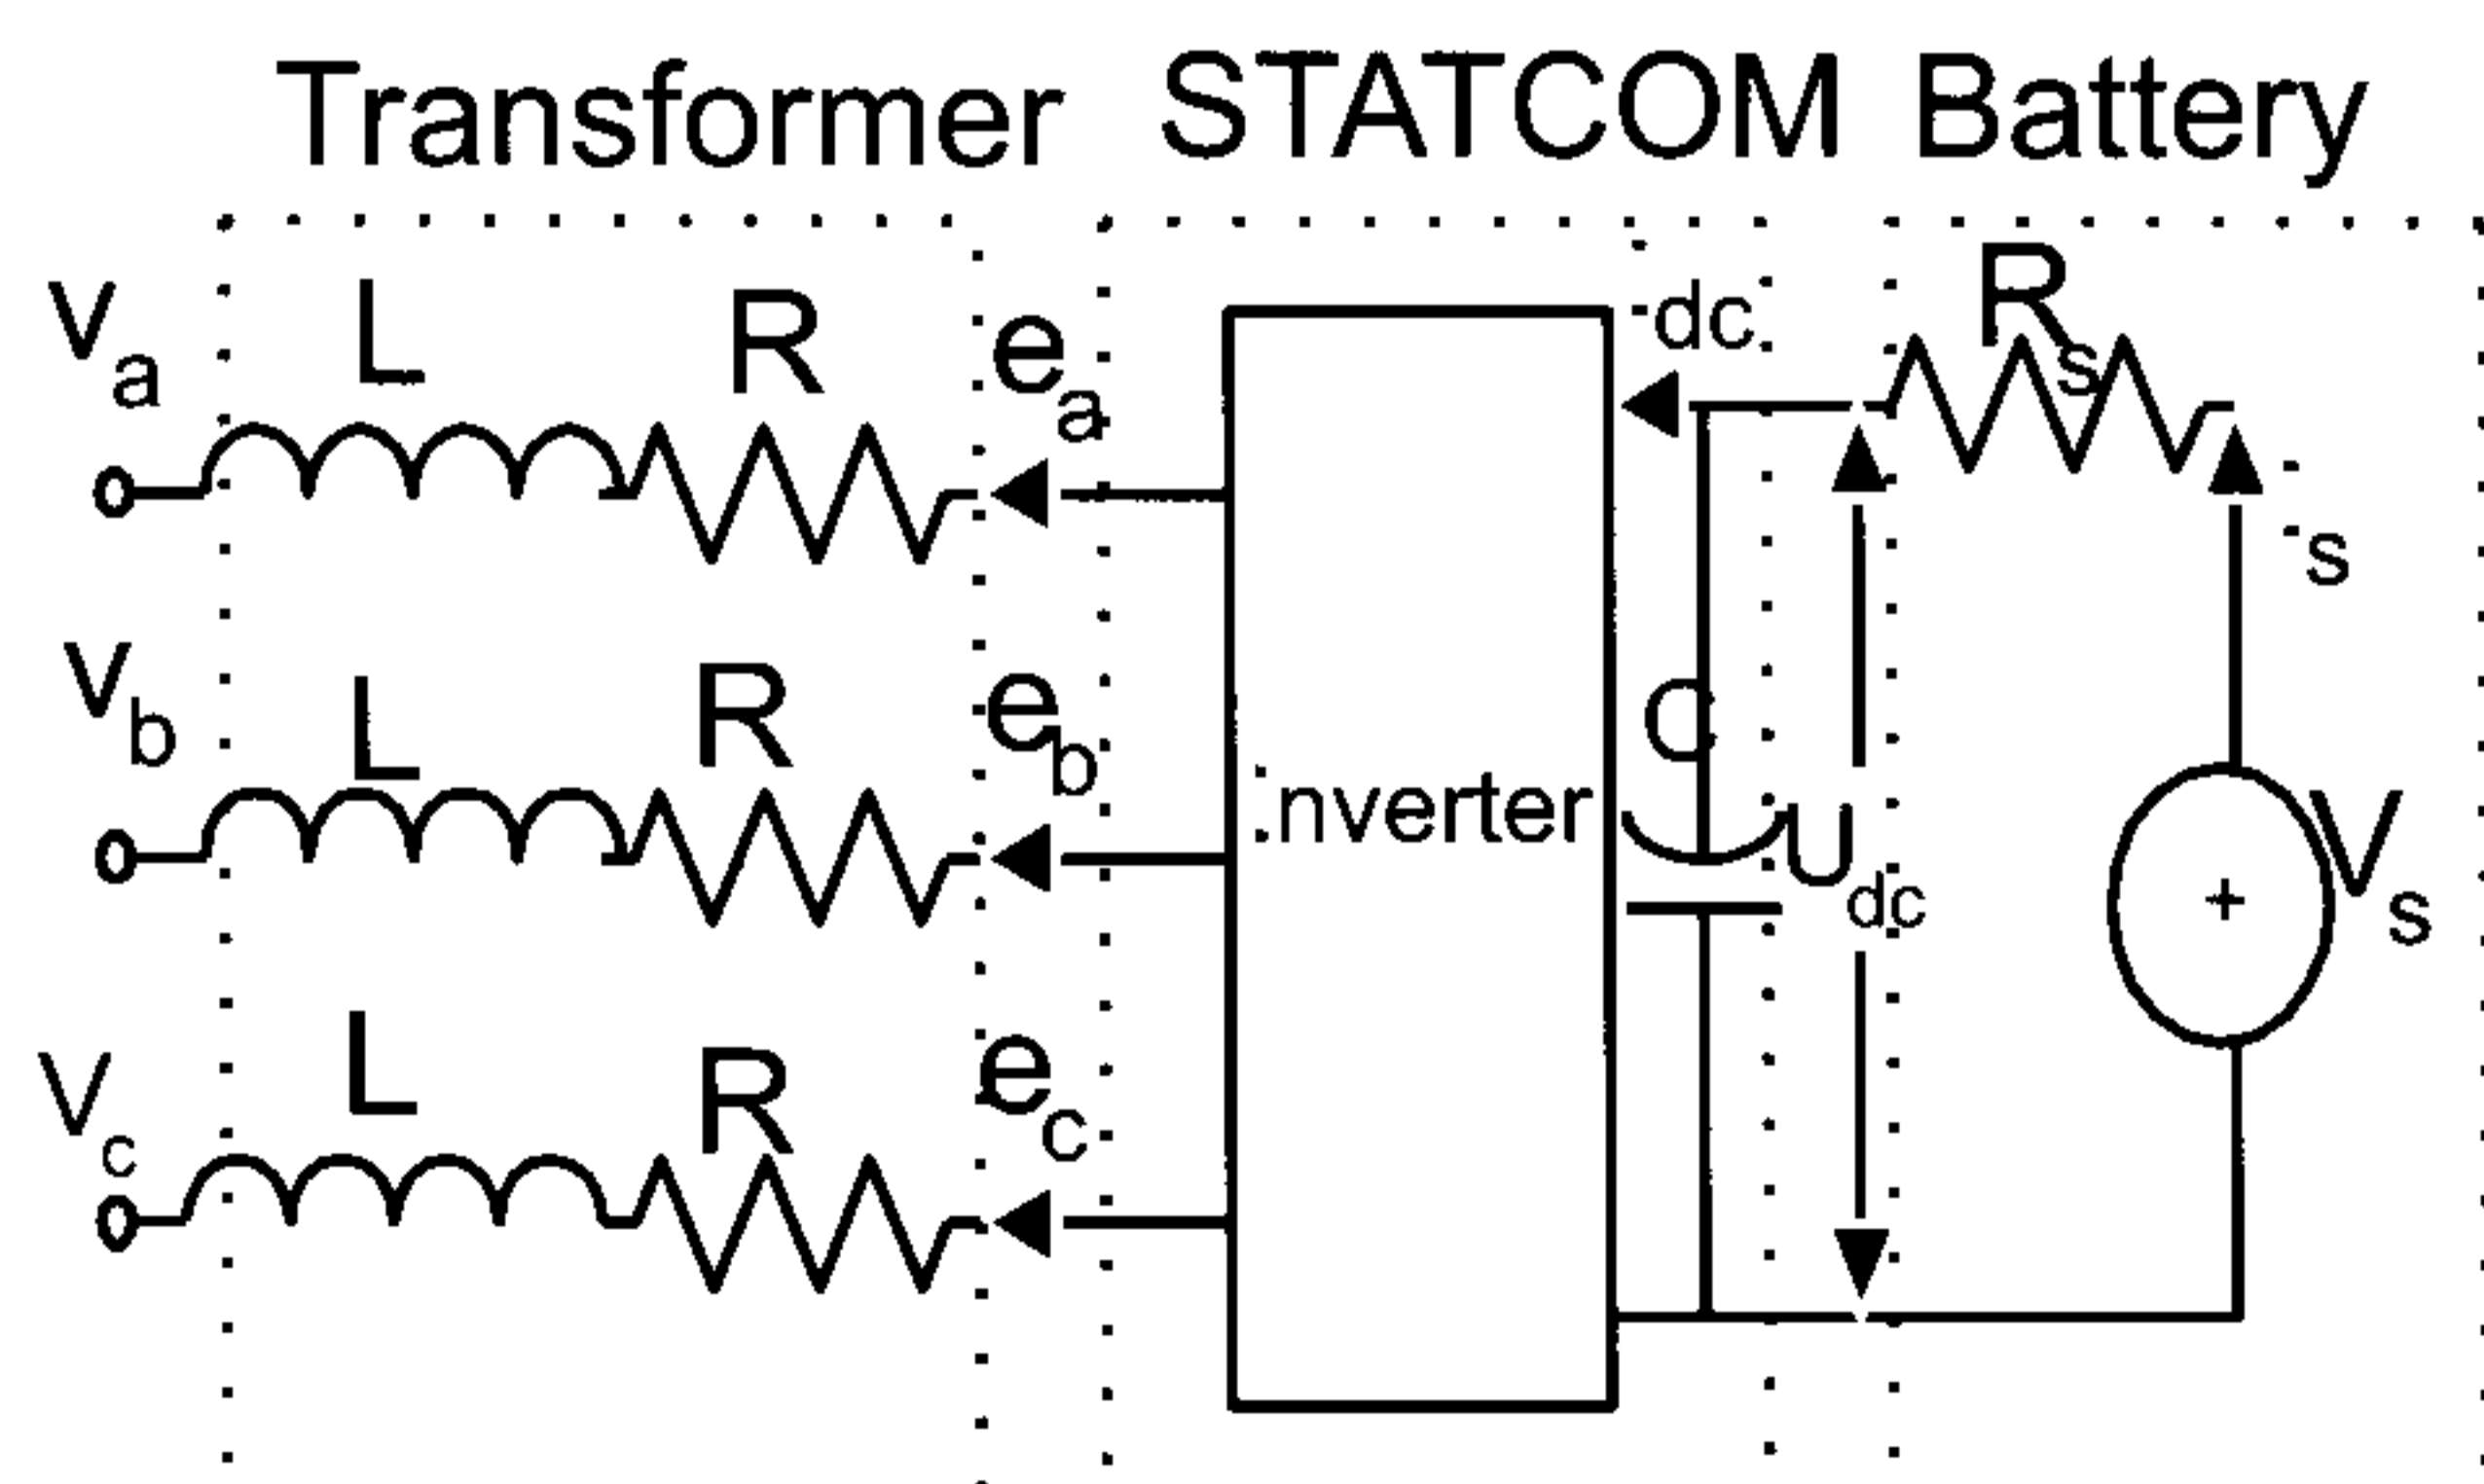 Transformer STATCOM Battery
va L R ea dc Rs
s
vb L R eb C
nverter Udc + Vs
vc L R ec